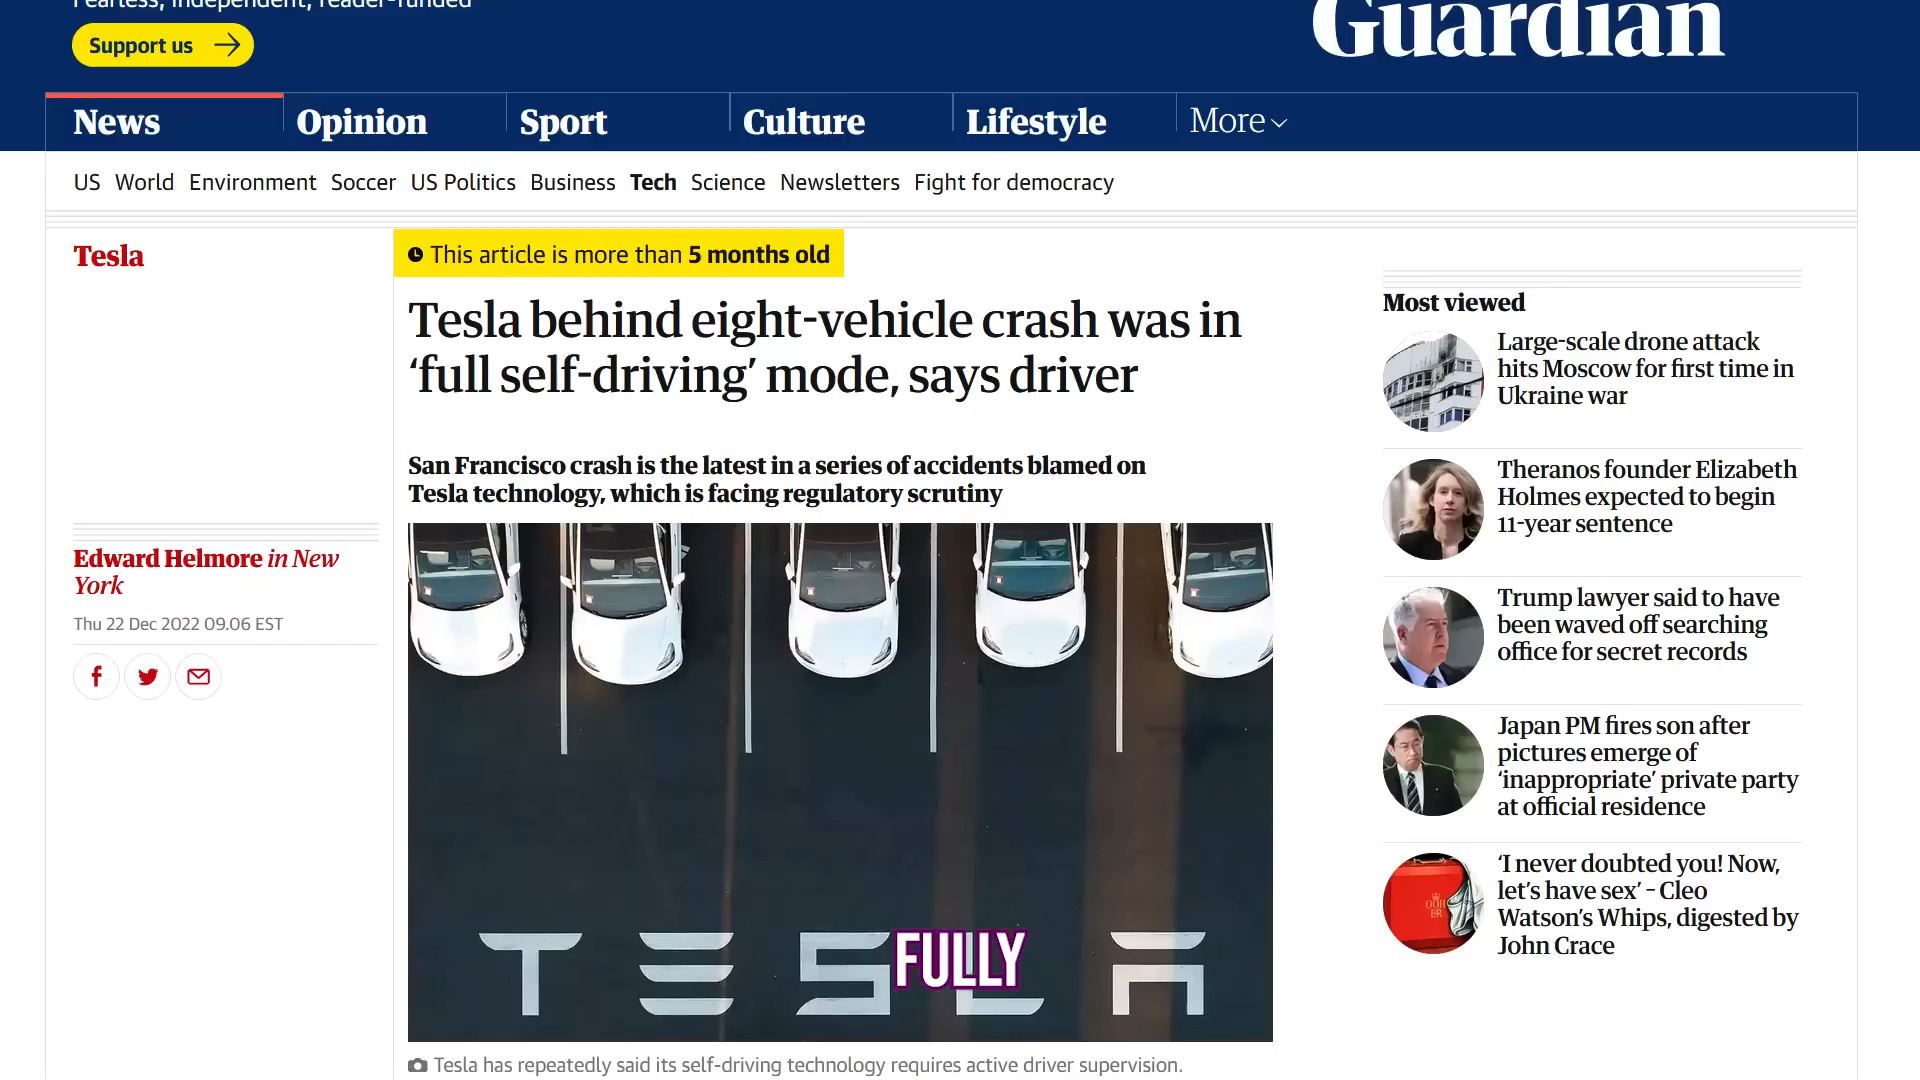 Fearless, independent, reader-funded
Support us
Guardian
News
Opinion
Sport
Culture
Lifestyle
More
US World Environment Soccer US Politics Business Tech Science Newsletters Fight for democracy
Tesla
This article is more than 5 months old
Tesla behind eight-vehicle crash was in
‘full self-driving’ mode, says driver
San Francisco crash is the latest in a series of accidents blamed on
Tesla technology, which is facing regulatory scrutiny
Edward Helmore in New
York
Thu 22 Dec 2022 09.06 EST
TESLA
FULLY
Tesla has repeatedly said its self-driving technology requires active driver supervision.
Most viewed
Large-scale drone attack
hits Moscow for first time in
Ukraine war
Theranos founder Elizabeth
Holmes expected to begin
11-year sentence
Trump lawyer said to have
been waved off searching
office for secret records
Japan PM fires son after
pictures emerge of
‘inappropriate’ private party
at official residence
‘I never doubted you! Now,
let’s have sex’ – Cleo
Watson’s Whips, digested by
John Crace